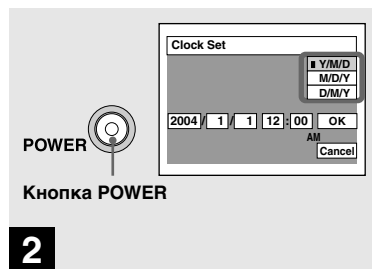 Clock Set
Y/M/D
M/D/Y
D/M/Y
2004 / 1 / 1 12 : 00 OK
AM
Cancel
POWER
Кнопка POWER
2